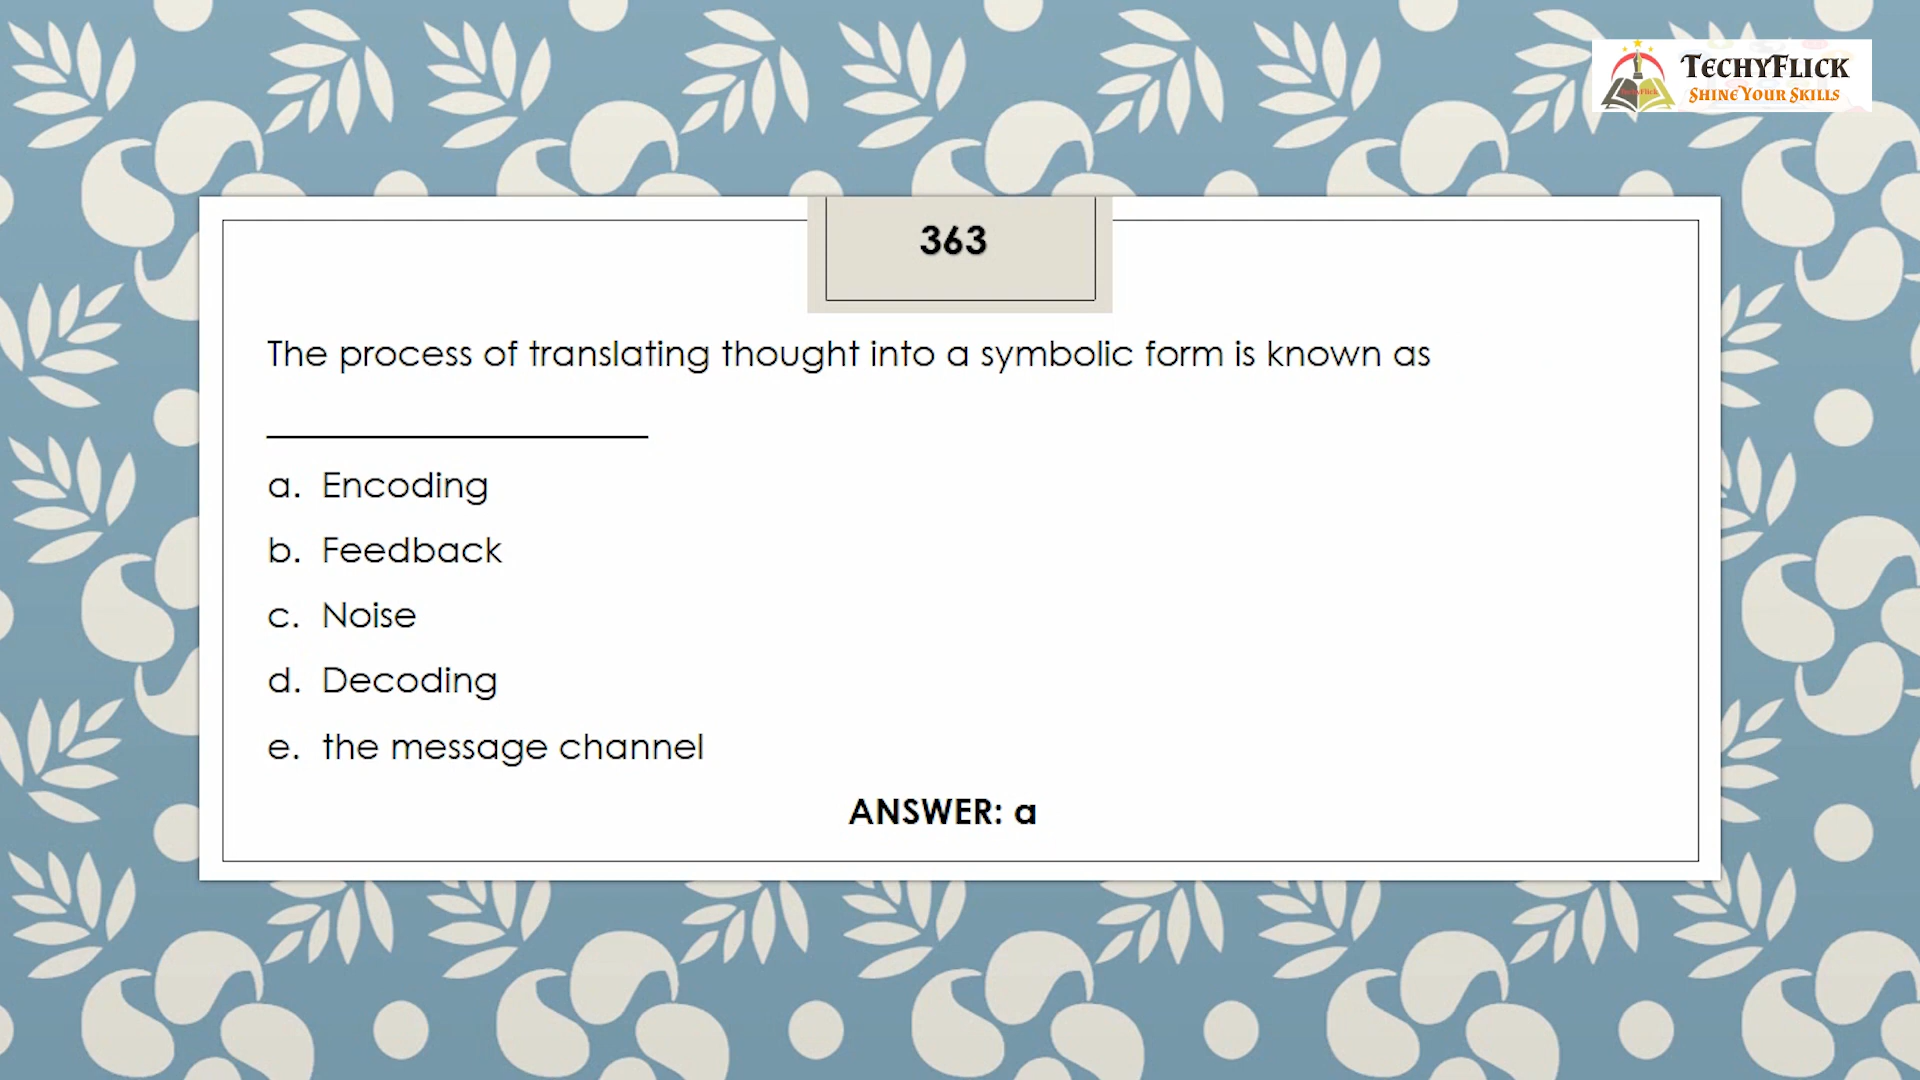 TECHYFLICK
SHINE YOUR SKILLS
363
The process of translating thought into a symbolic form is known as
____________________
a. Encoding
b. Feedback
c. Noise
d. Decoding
e. the message channel
ANSWER: a